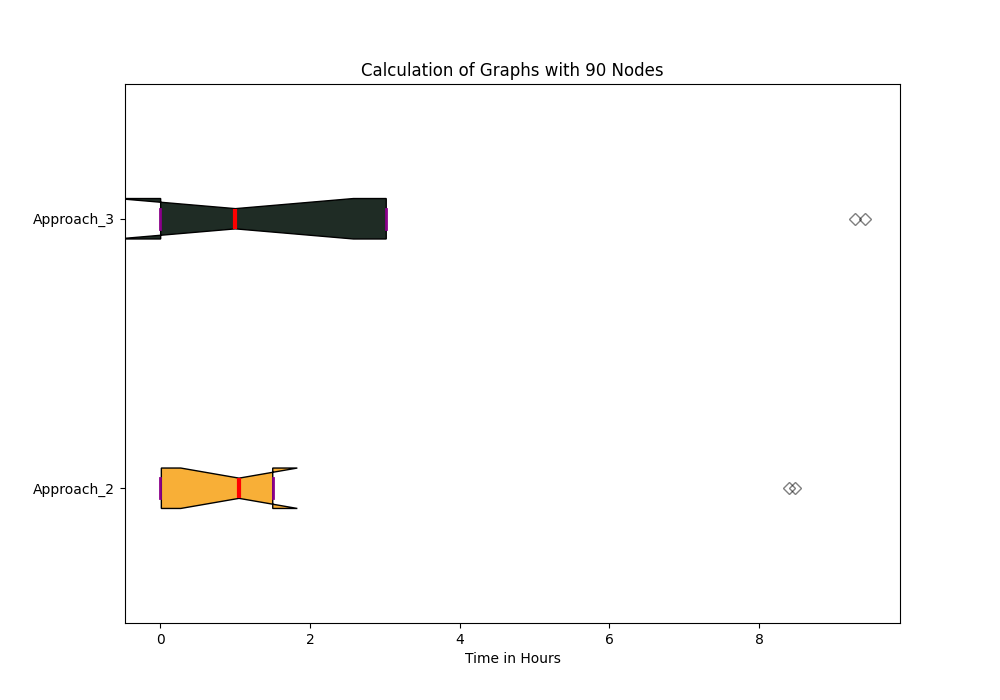 Calculation of Graphs with 90 Nodes
Approach_3
Approach_2
0 2 4 6 8
Time in Hours